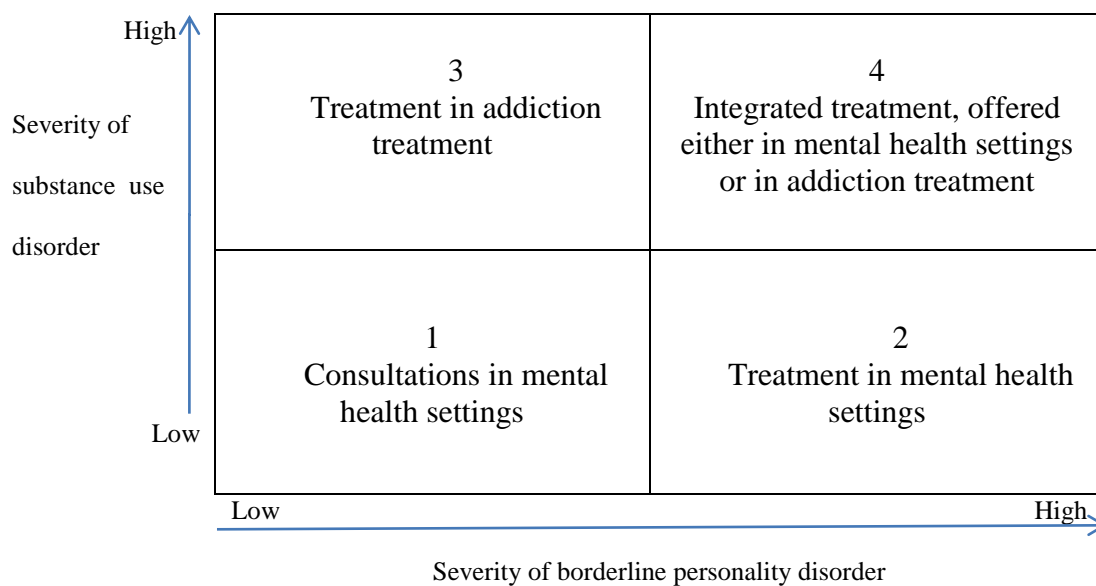 High
Severity of
substance use
disorder
Low
3
Treatment in addiction
treatment
4
Integrated treatment, offered
either in mental health settings
or in addiction treatment
1
Consultations in mental
health settings
2
Treatment in mental health
settings
Low
High
Severity of borderline personality disorder